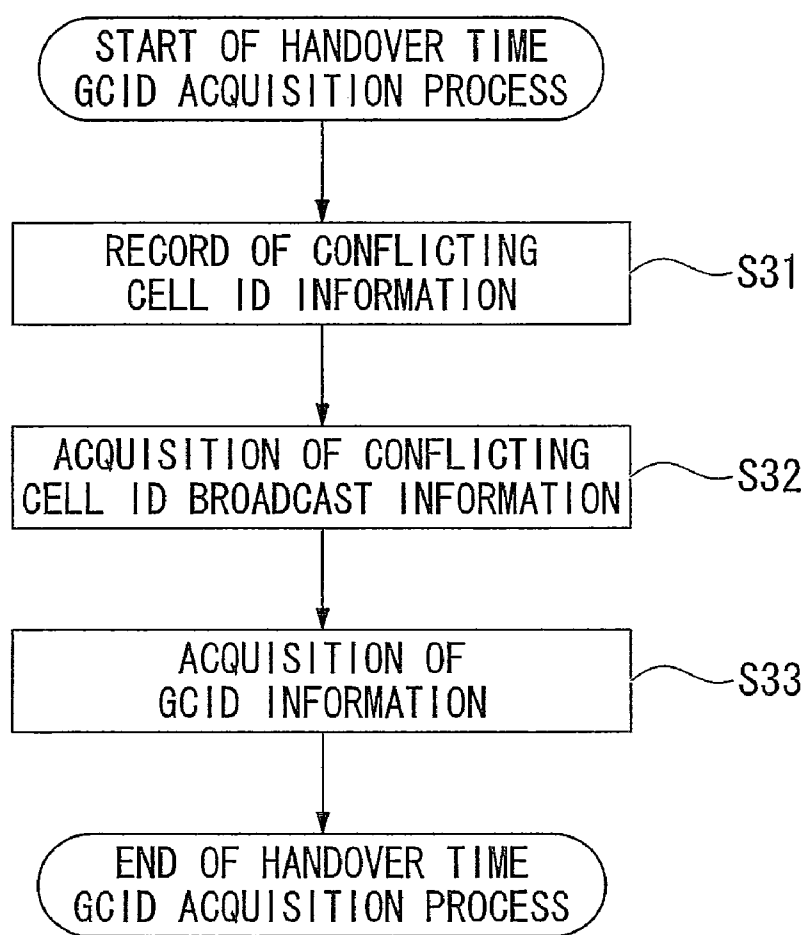 START OF HANDOVER TIME
GCID ACQUISITION PROCESS
RECORD OF CONFLICTING
CELL ID INFORMATION
S31
ACQUISITION OF CONFLICTING
CELL ID BROADCAST INFORMATION
S32
ACQUISITION OF
GCID INFORMATION
S33
END OF HANDOVER TIME
GCID ACQUISITION PROCESS